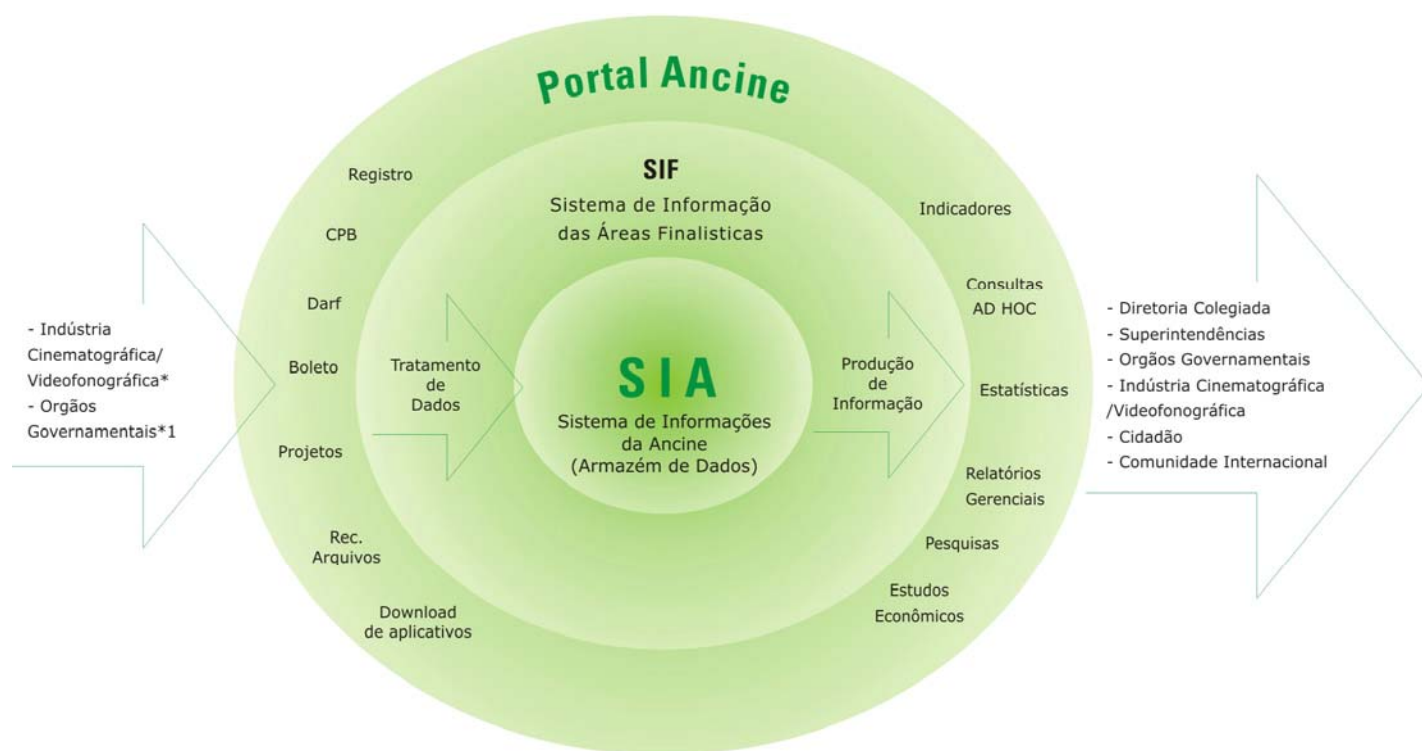 Portal Ancine
SIF
Sistema de Informação
das Áreas Finalisticas
Registro
CPB
Darf
Boleto
Projetos
Rec.
Arquivos
Download
de aplicativos
- Indústria
Cinematográfica/
Videofonográfica*
- Orgãos
Governamentais*1
Tratamento
de
Dados
SIA
Sistema de Informações
da Ancine
(Armazém de Dados)
Produção
de
Informação
Indicadores
Consultas
AD HOC
Estatísticas
Relatórios
Gerenciais
Pesquisas
Estudos
Econômicos
- Diretoria Colegiada
- Superintendências
- Orgãos Governamentais
- Indústria Cinematográfica
/Videofonográfica
- Cidadão
- Comunidade Internacional